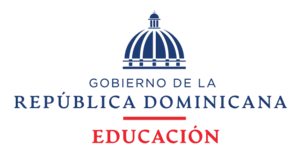 GOBIERNO DE LA
REPÚBLICA DOMINICANA
EDUCACIÓN